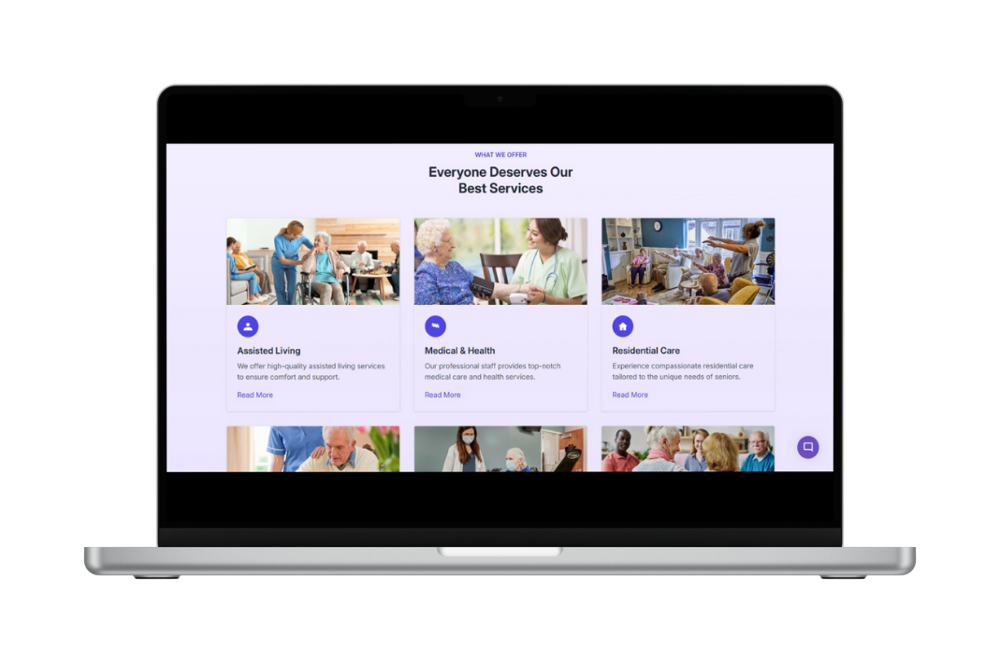 WHAT WE OFFER
Everyone Deserves Our
Best Services
Assisted Living
We offer high-quality assisted living services
to ensure comfort and support.
Read More
Medical & Health
Our professional staff provides top-notch
medical care and health services.
Read More
Residential Care
Experience compassionate residential care
tailored to the unique needs of seniors.
Read More